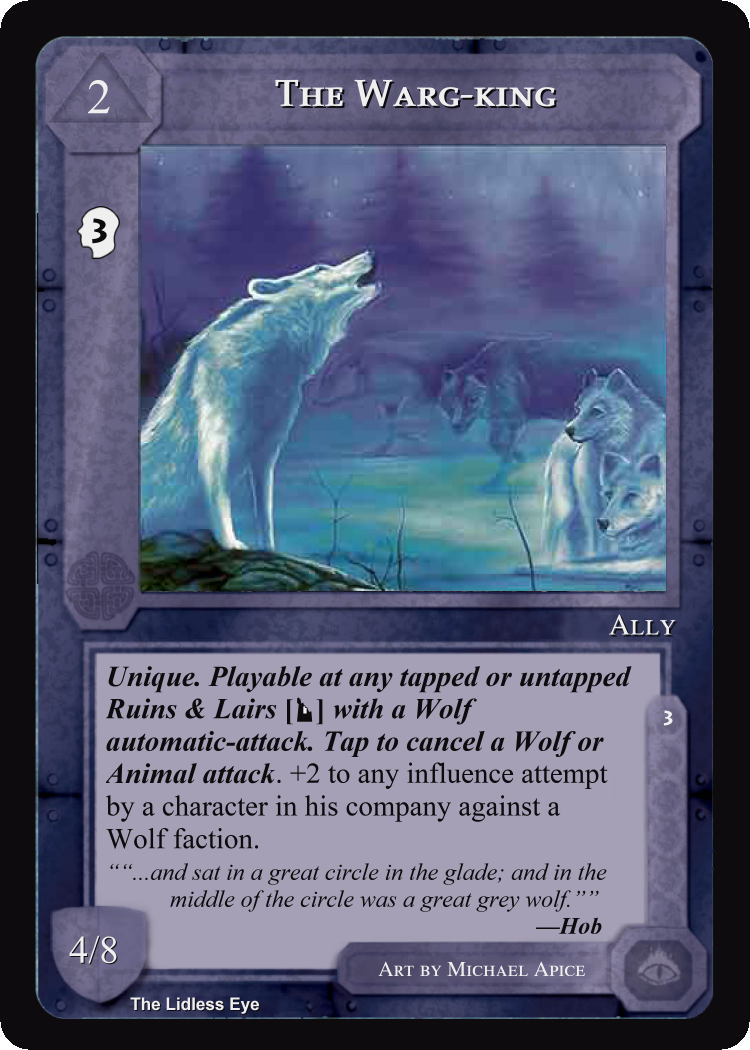 2
The Warg-king
3
Ally
Unique. Playable at any tapped or untapped
Ruins & Lairs [] with a Wolf
automatic-attack. Tap to cancel a Wolf or
Animal attack. +2 to any influence attempt
by a character in his company against a
Wolf faction.
3
““...and sat in a great circle in the glade; and in the
middle of the circle was a great grey wolf.””
—Hob
4/8
Art by Michael Apice
The Lidless Eye